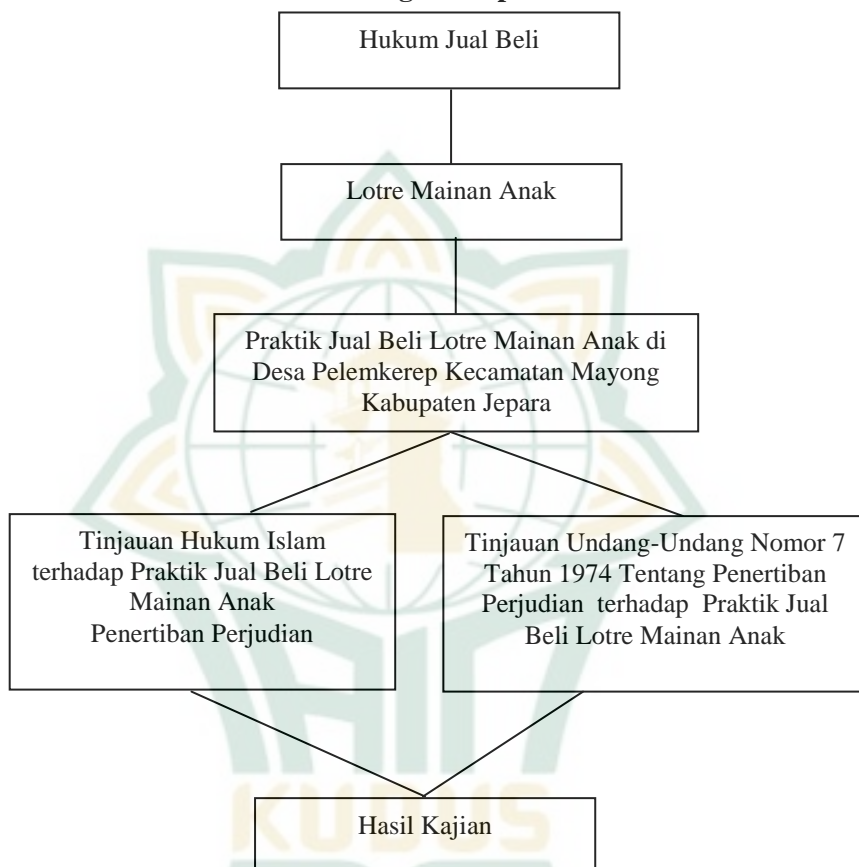 Hukum Jual Beli
Lotre Mainan Anak
Praktik Jual Beli Lotre Mainan Anak di
Desa Pelemkerep Kecamatan Mayong
Kabupaten Jepara
Tinjauan Hukum Islam
terhadap Praktik Jual Beli Lotre
Mainan Anak
Penertiban Perjudian
Tinjauan Undang-Undang Nomor 7
Tahun 1974 Tentang Penertiban
Perjudian terhadap Praktik Jual
Beli Lotre Mainan Anak
KUDUS
Hasil Kajian